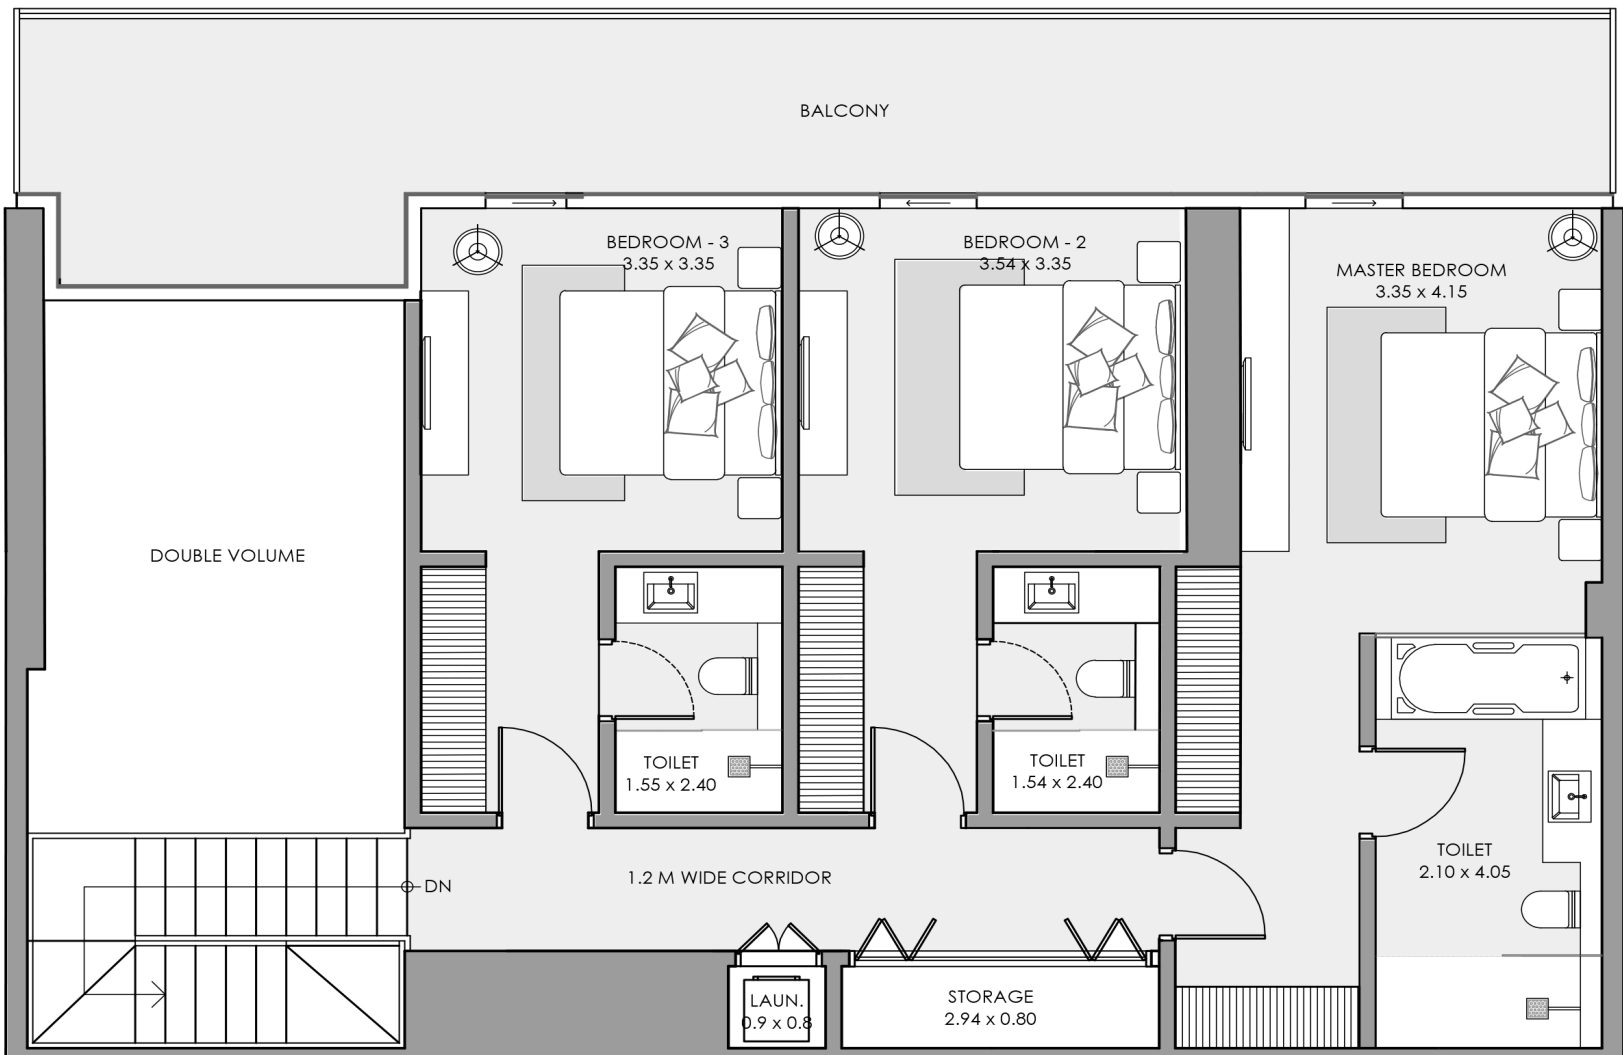 BALCONY
BEDROOM - 3
3.35 x 3.35
BEDROOM - 2
3.54 x 3.35
MASTER BEDROOM
3.35 x 4.15
DOUBLE VOLUME
TOILET
1.55 x 2.40
TOILET
1.54 x 2.40
TOILET
2.10 x 4.05
1.2 M WIDE CORRIDOR
DN
LAUN.
0.9 x 0.8
STORAGE
2.94 x 0.80